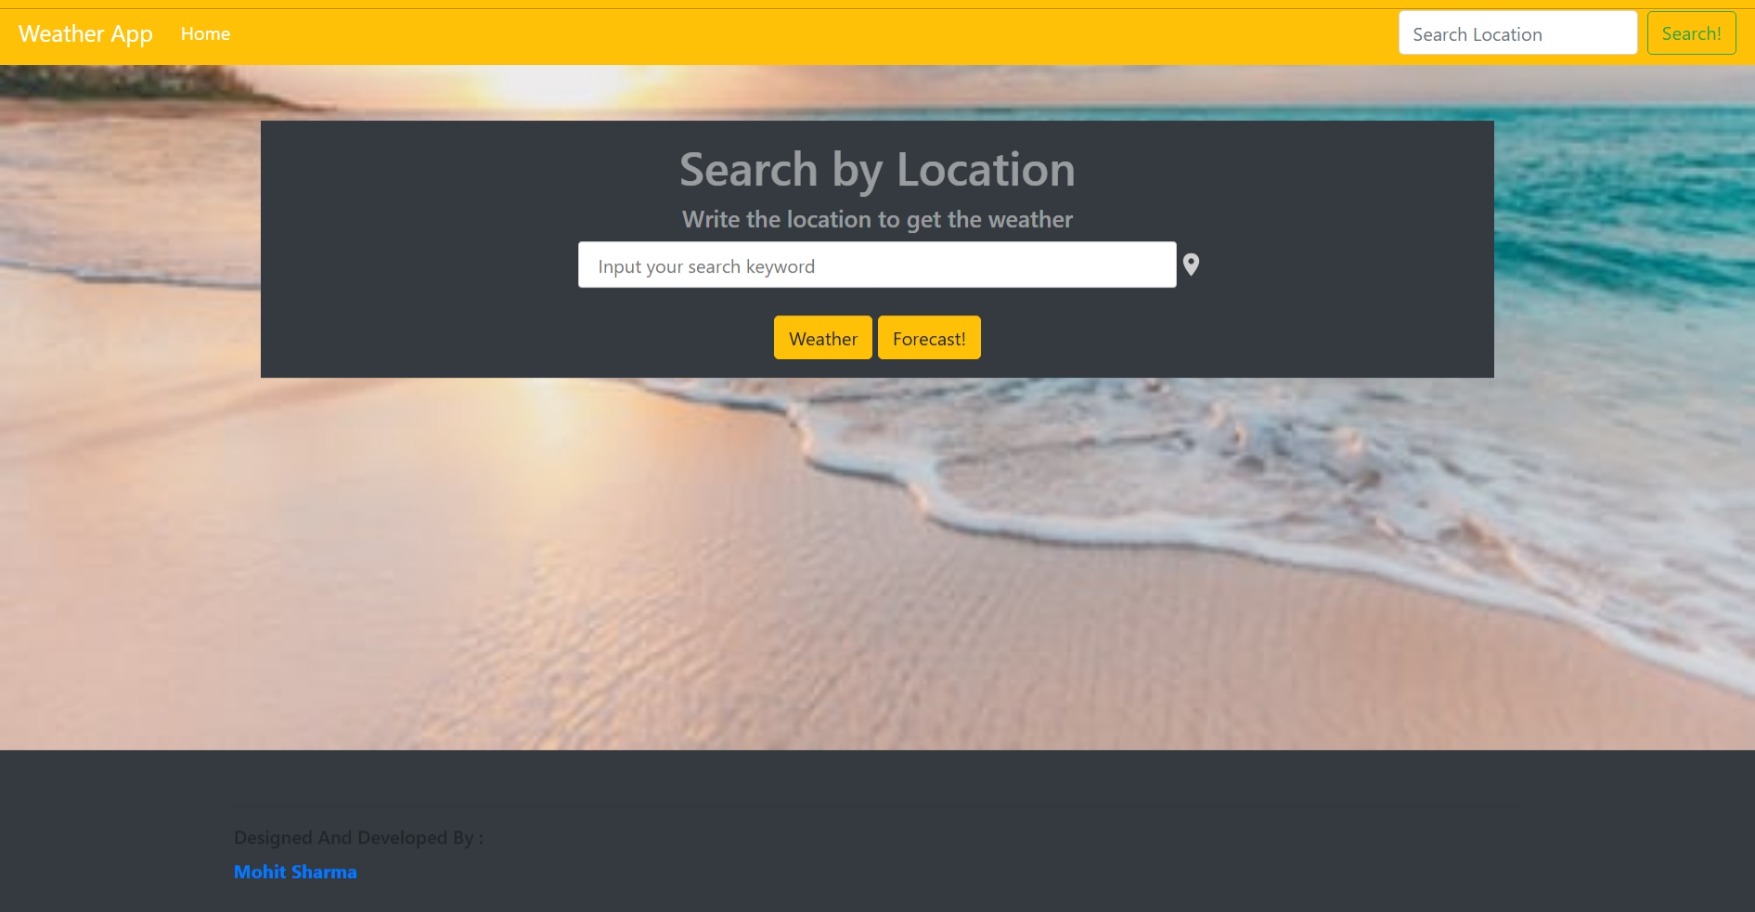 Weather App Home Search Location Search!
Search by Location
Write the location to get the weather
Input your search keyword
Weather Forecast!
Designed And Developed By :
Mohit Sharma